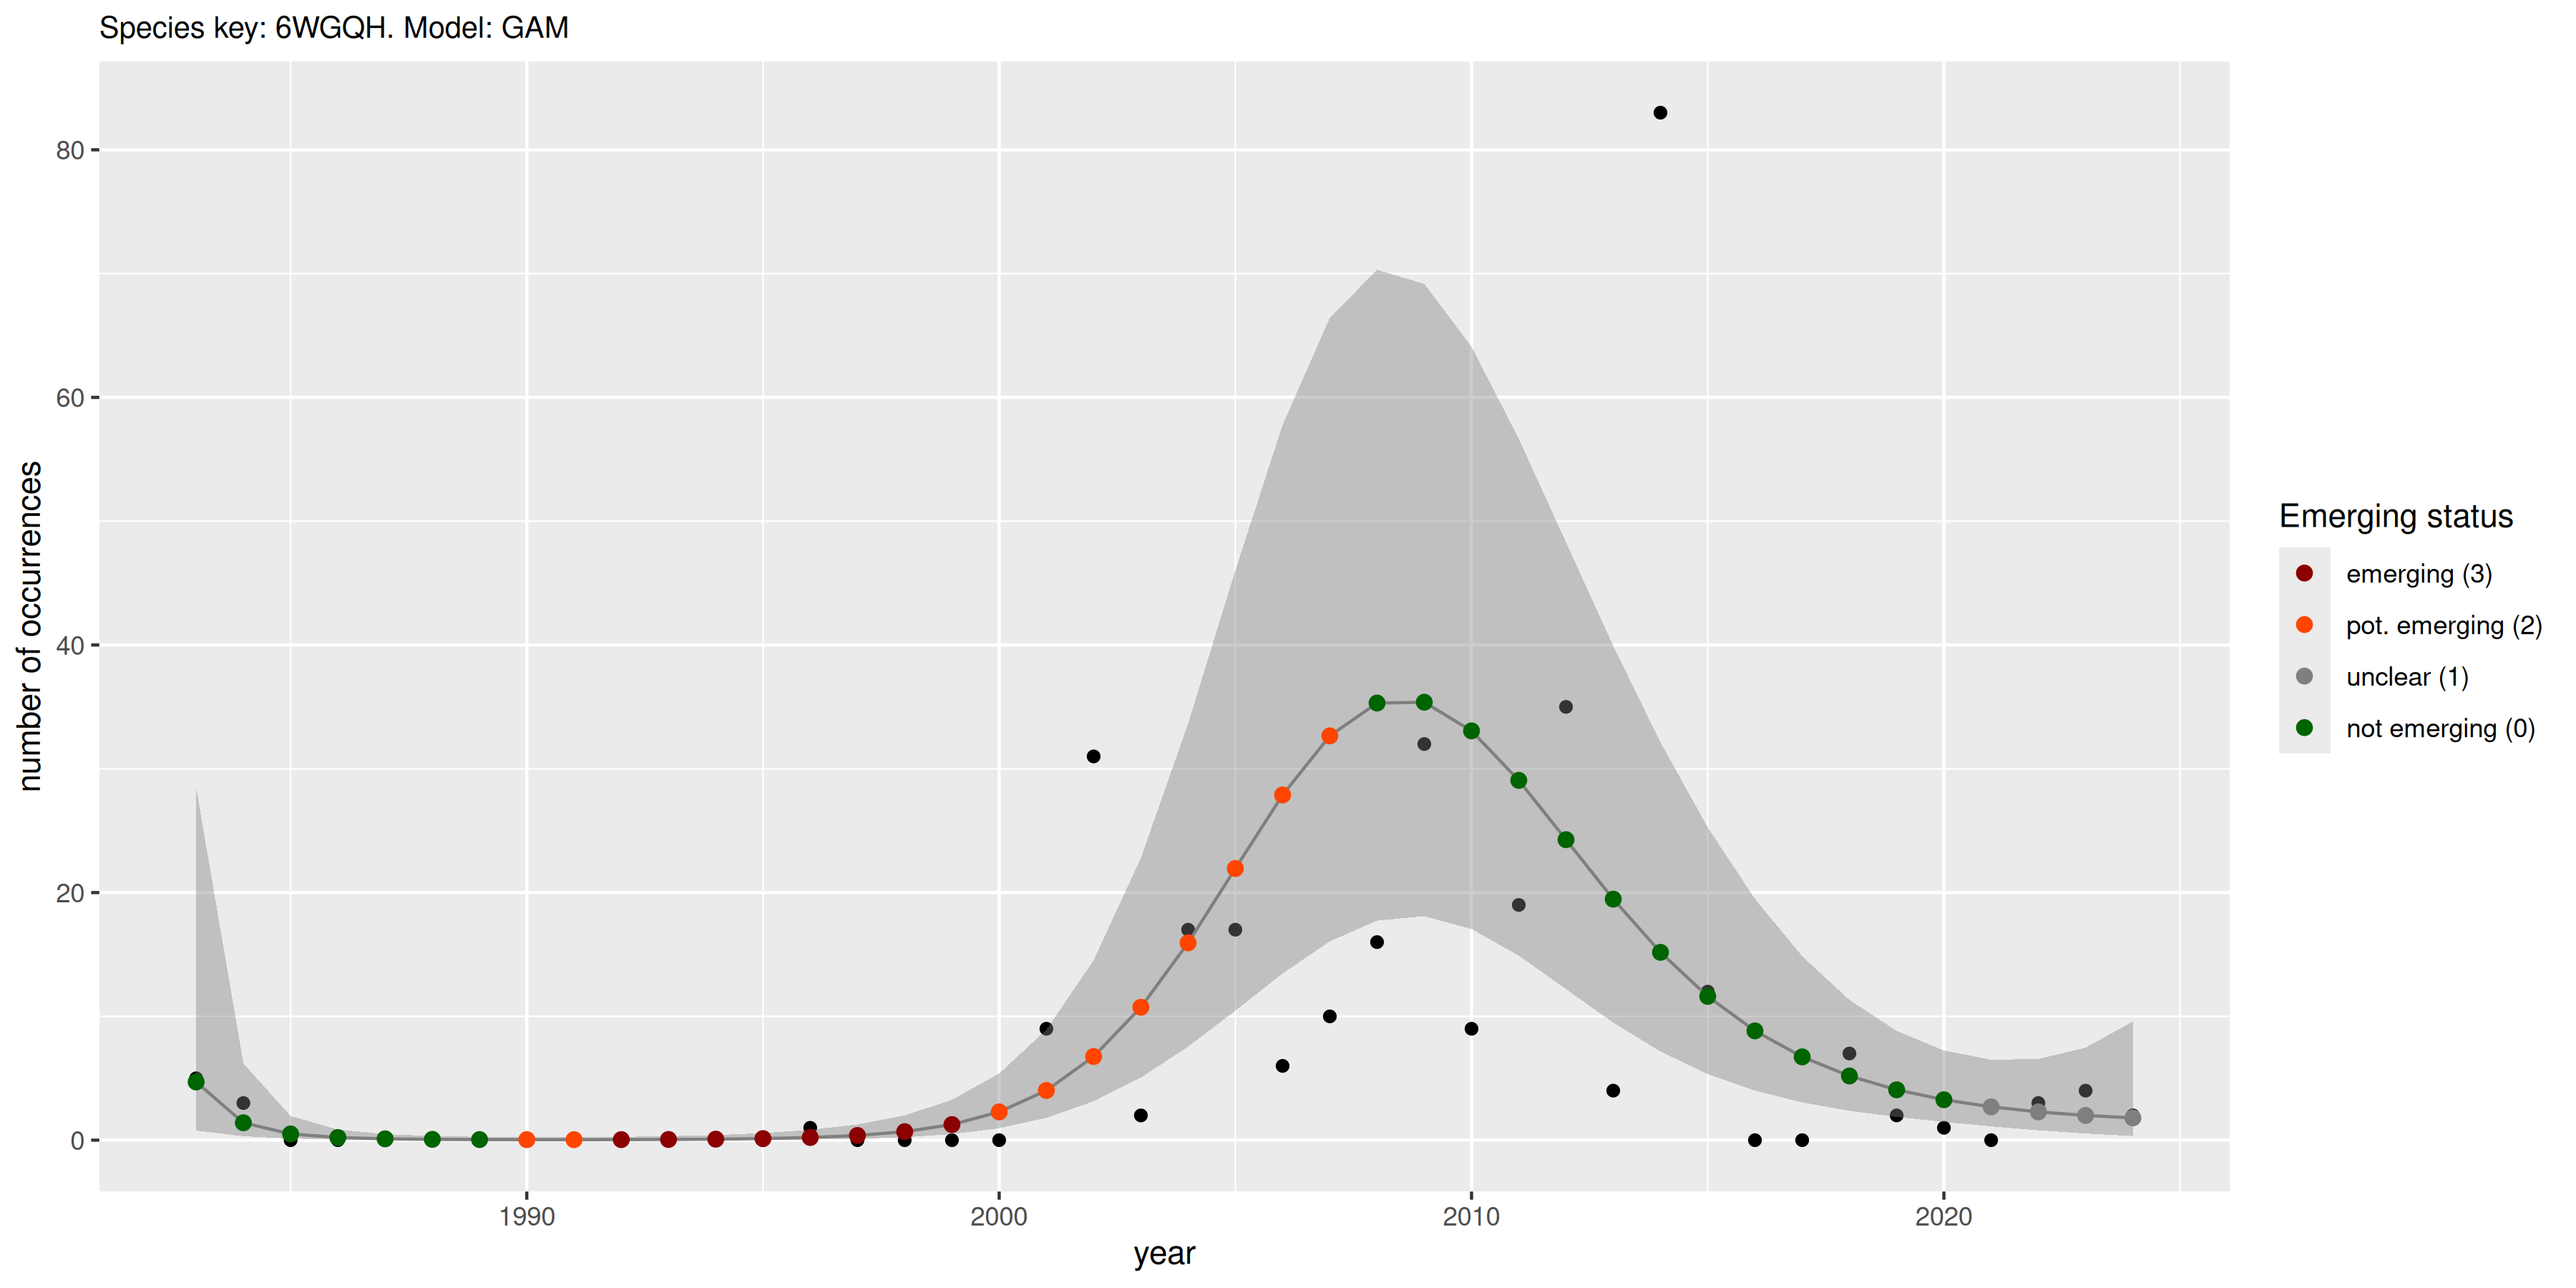 Species key: 6WGQH. Model: GAM
80
60
40
20
0
number of occurrences
1990
2000
2010
2020
year
Emerging status
emerging (3)
pot. emerging (2)
unclear (1)
not emerging (0)